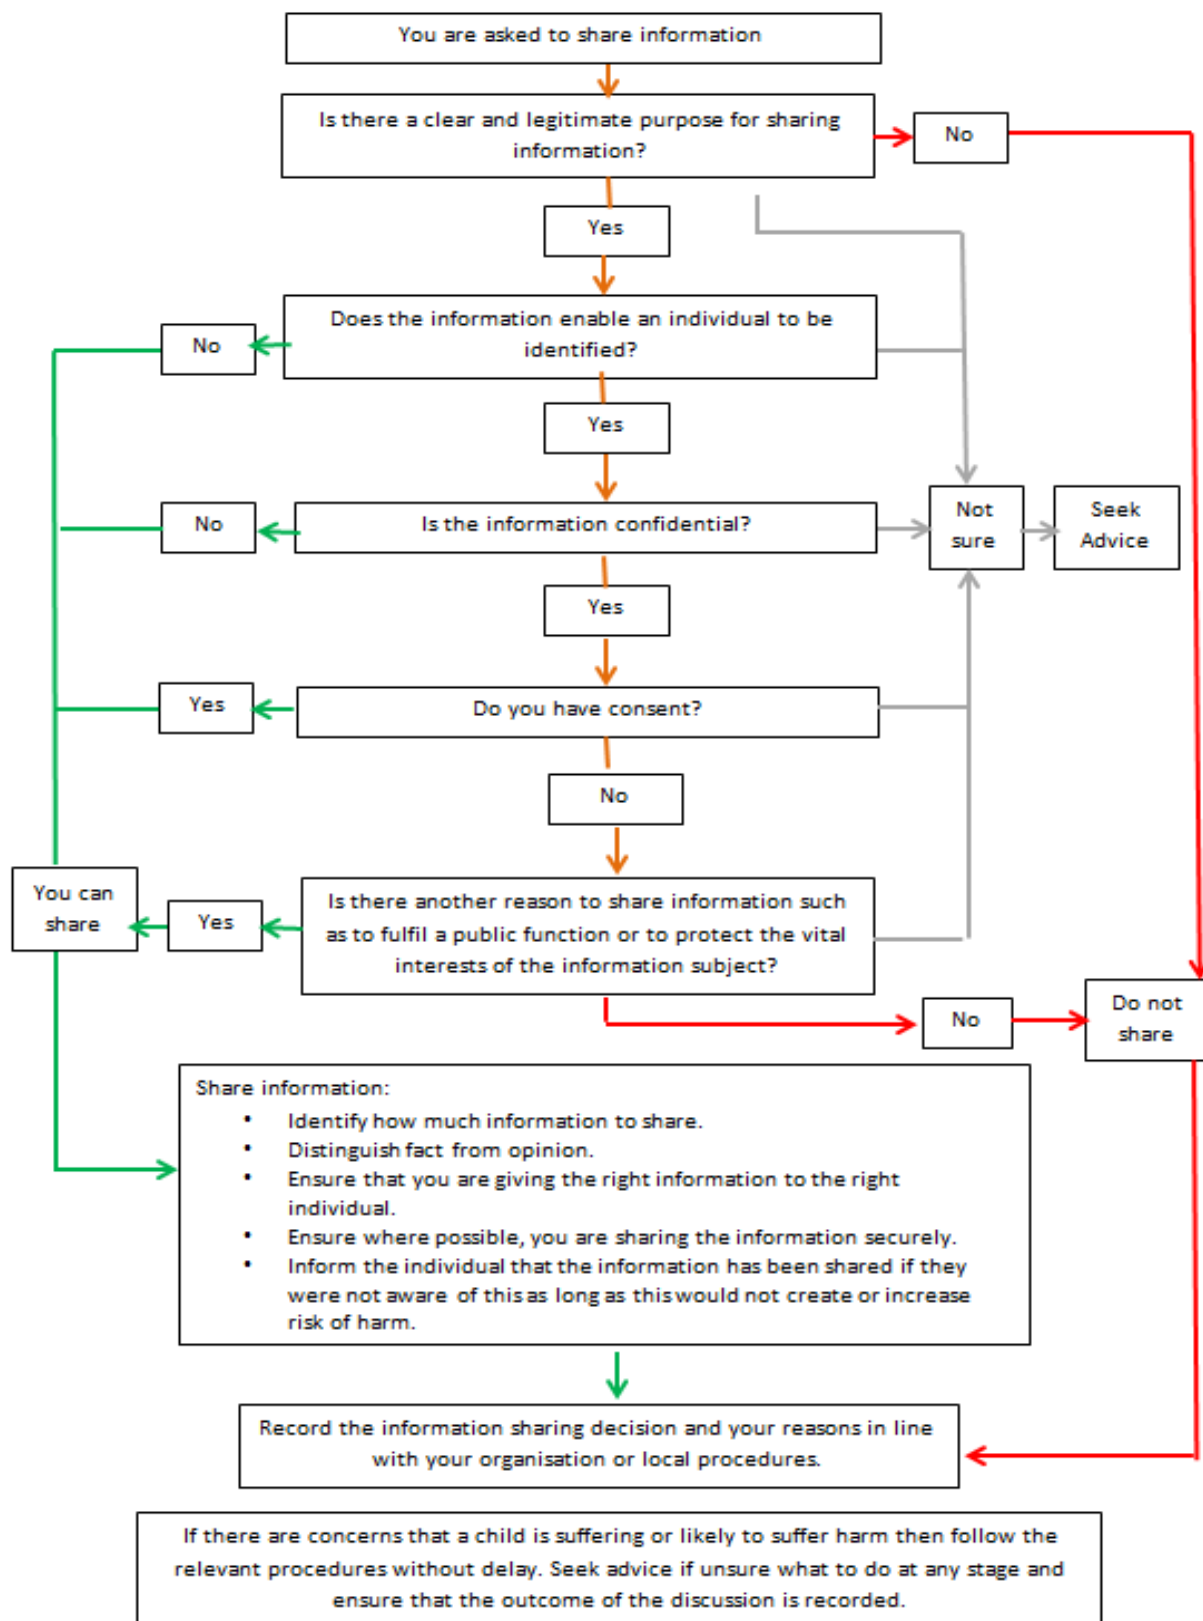 You are asked to share information
Is there a clear and legitimate purpose for sharing
information?
No
Yes
Does the information enable an individual to be
identified?
No
Yes
Is the information confidential?
No
Not
sure
Seek
Advice
Yes
Do you have consent?
Yes
No
Is there another reason to share information such
as to fulfil a public function or to protect the vital
interests of the information subject?
Yes
You can
share
No
Do not
share
Share information:
• Identify how much information to share.
• Distinguish fact from opinion.
• Ensure that you are giving the right information to the right
individual.
• Ensure where possible, you are sharing the information securely.
• Inform the individual that the information has been shared if they
were not aware of this as long as this would not create or increase
risk of harm.
Record the information sharing decision and your reasons in line
with your organisation or local procedures.
If there are concerns that a child is suffering or likely to suffer harm then follow the
relevant procedures without delay. Seek advice if unsure what to do at any stage and
ensure that the outcome of the discussion is recorded.